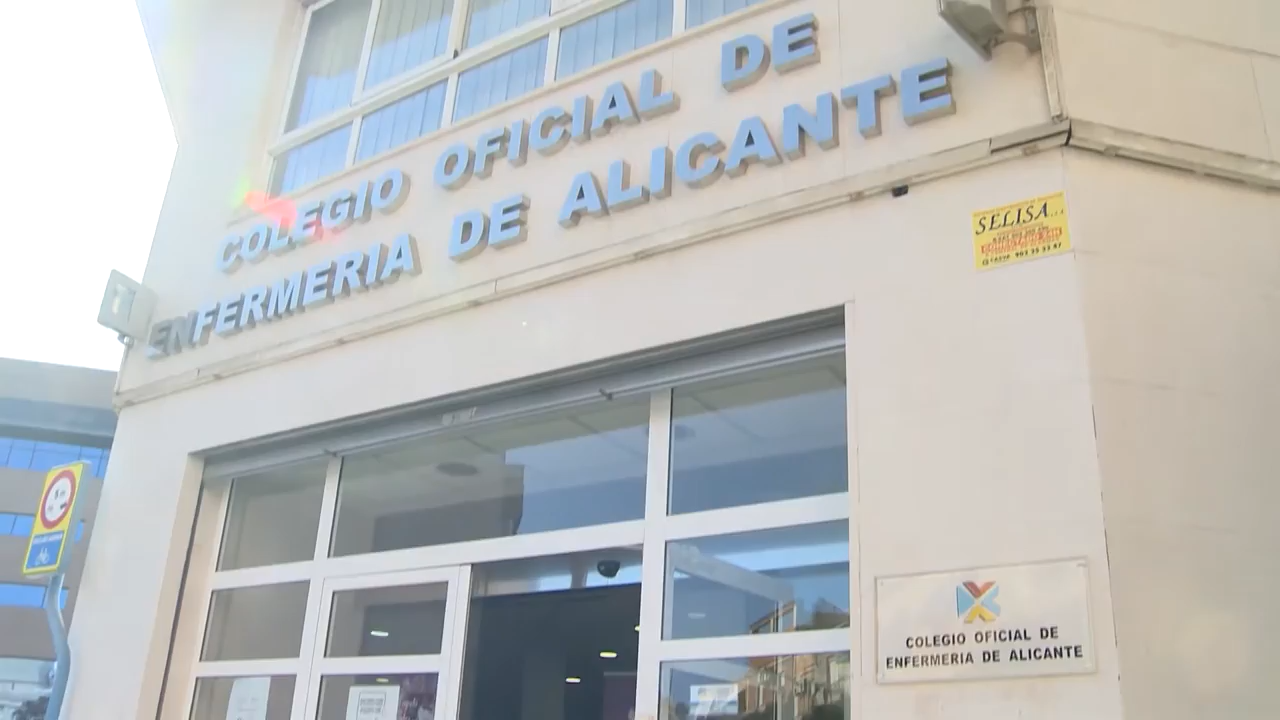 COLEGIO OFICIAL DE
ENFERMERIA DE ALICANTE
SELISA
COLEGIO OFICIAL DE
ENFERMERIA DE ALICANTE